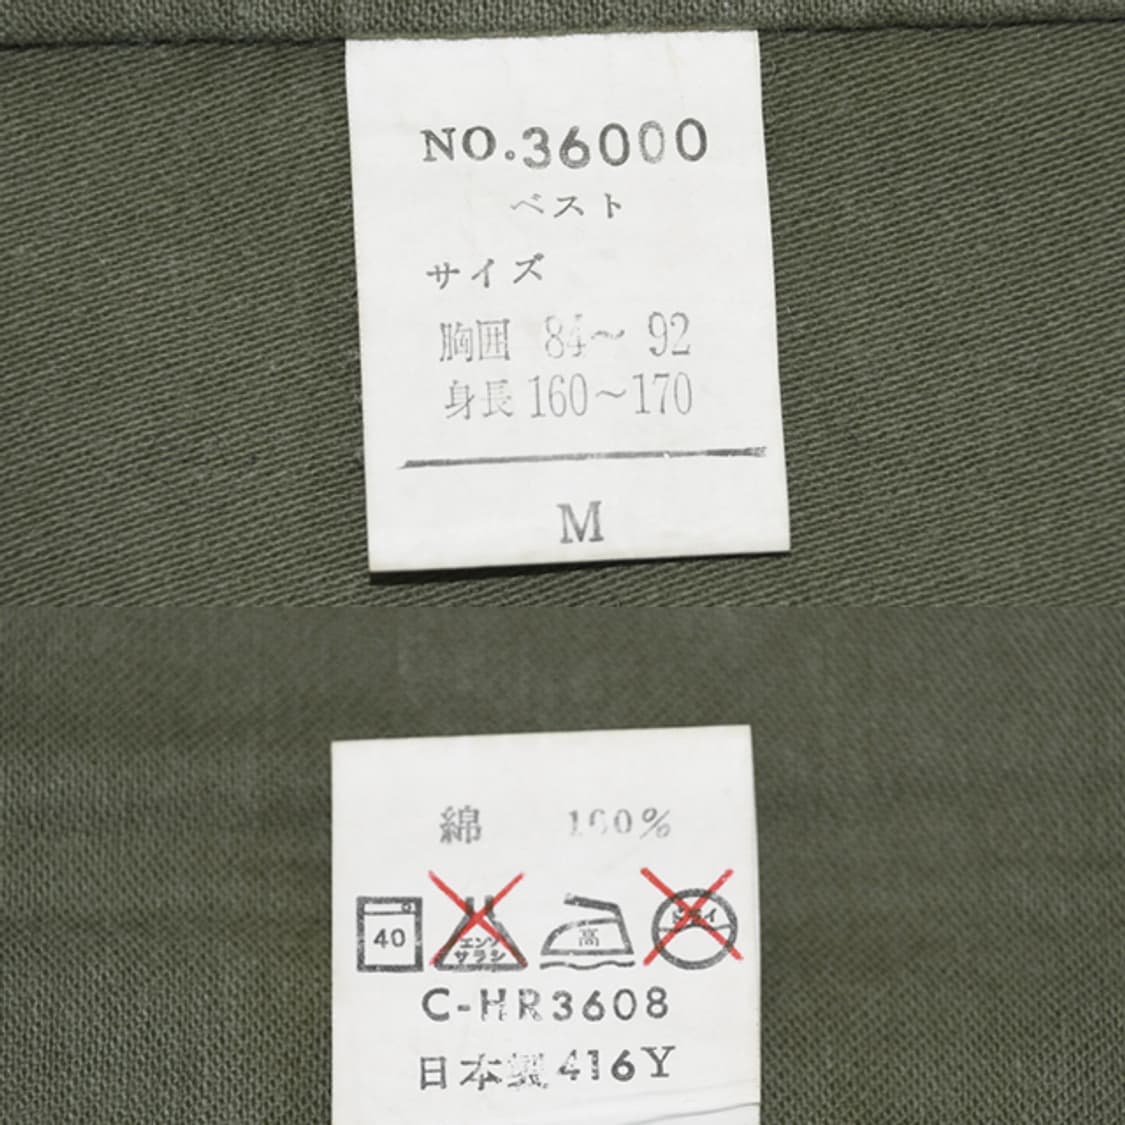 NO.36000
ベスト
サイズ
胸囲 84〜 92
身長 160〜170
M
綿 100%
40 エンソサラシ 高 ドライ
C-HR3608
日本製 416Y